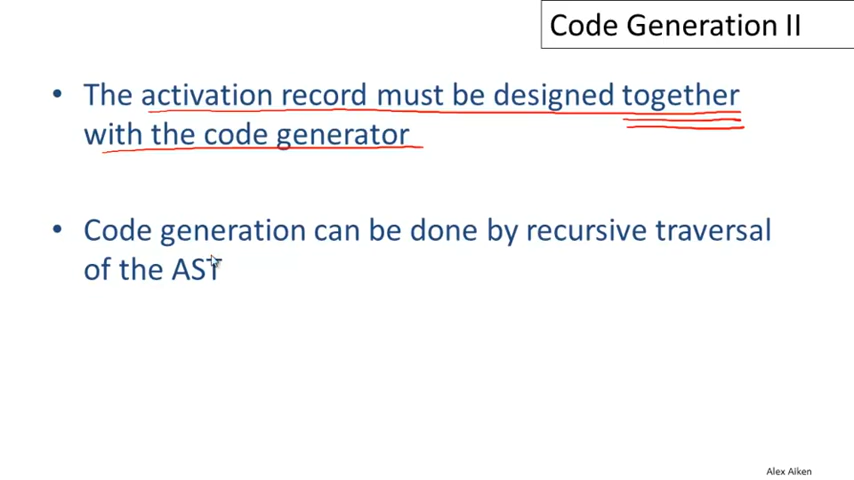 Code Generation II
• The activation record must be designed together
with the code generator
• Code generation can be done by recursive traversal
of the AST
Alex Aiken